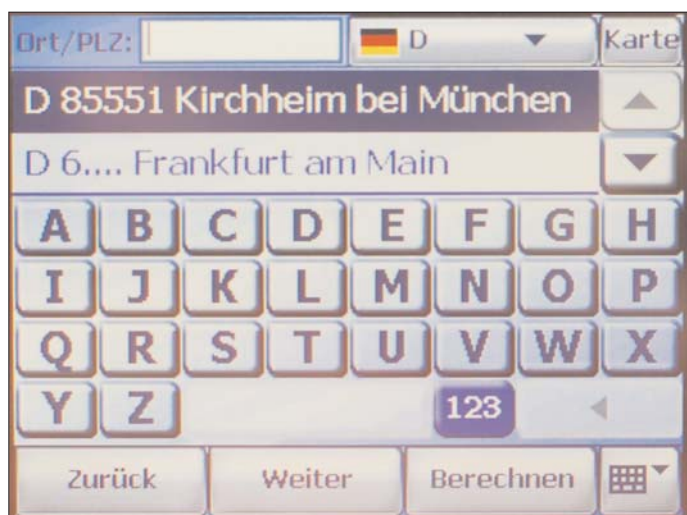 Ort/PLZ: D Karte
D 85551 Kirchheim bei München
D 6.... Frankfurt am Main
A B C D E F G H
I J K L M N O P
Q R S T U V W X
Y Z 123
Zurück Weiter Berechnen